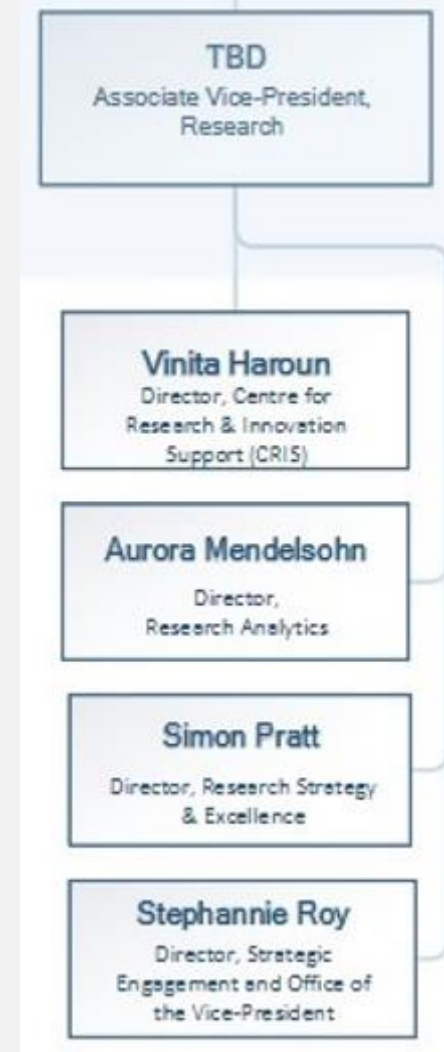 TBD
Associate Vice-President,
Research
Vinita Haroun
Director, Centre for
Research & Innovation
Support (CRIS)
Aurora Mendelsohn
Director,
Research Analytics
Simon Pratt
Director, Research Strategy
& Excellence
Stephannie Roy
Director, Strategic
Engagement and Office of
the Vice-President